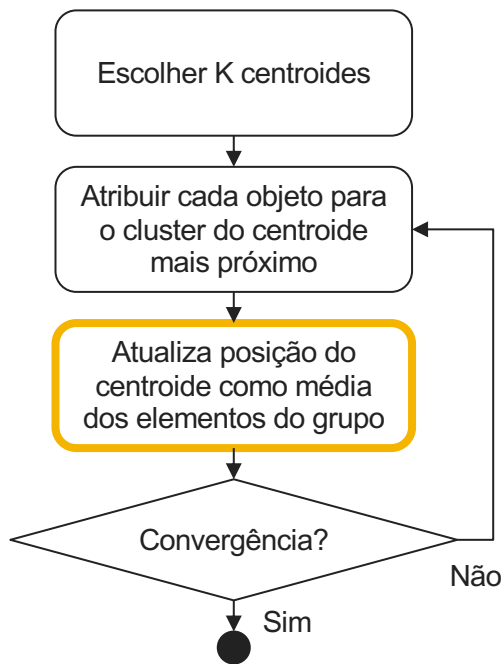 Escolher K centroides
Atribuir cada objeto para
o cluster do centroide
mais próximo
Atualiza posição do
centroide como média
dos elementos do grupo
Convergência?
Não
Sim